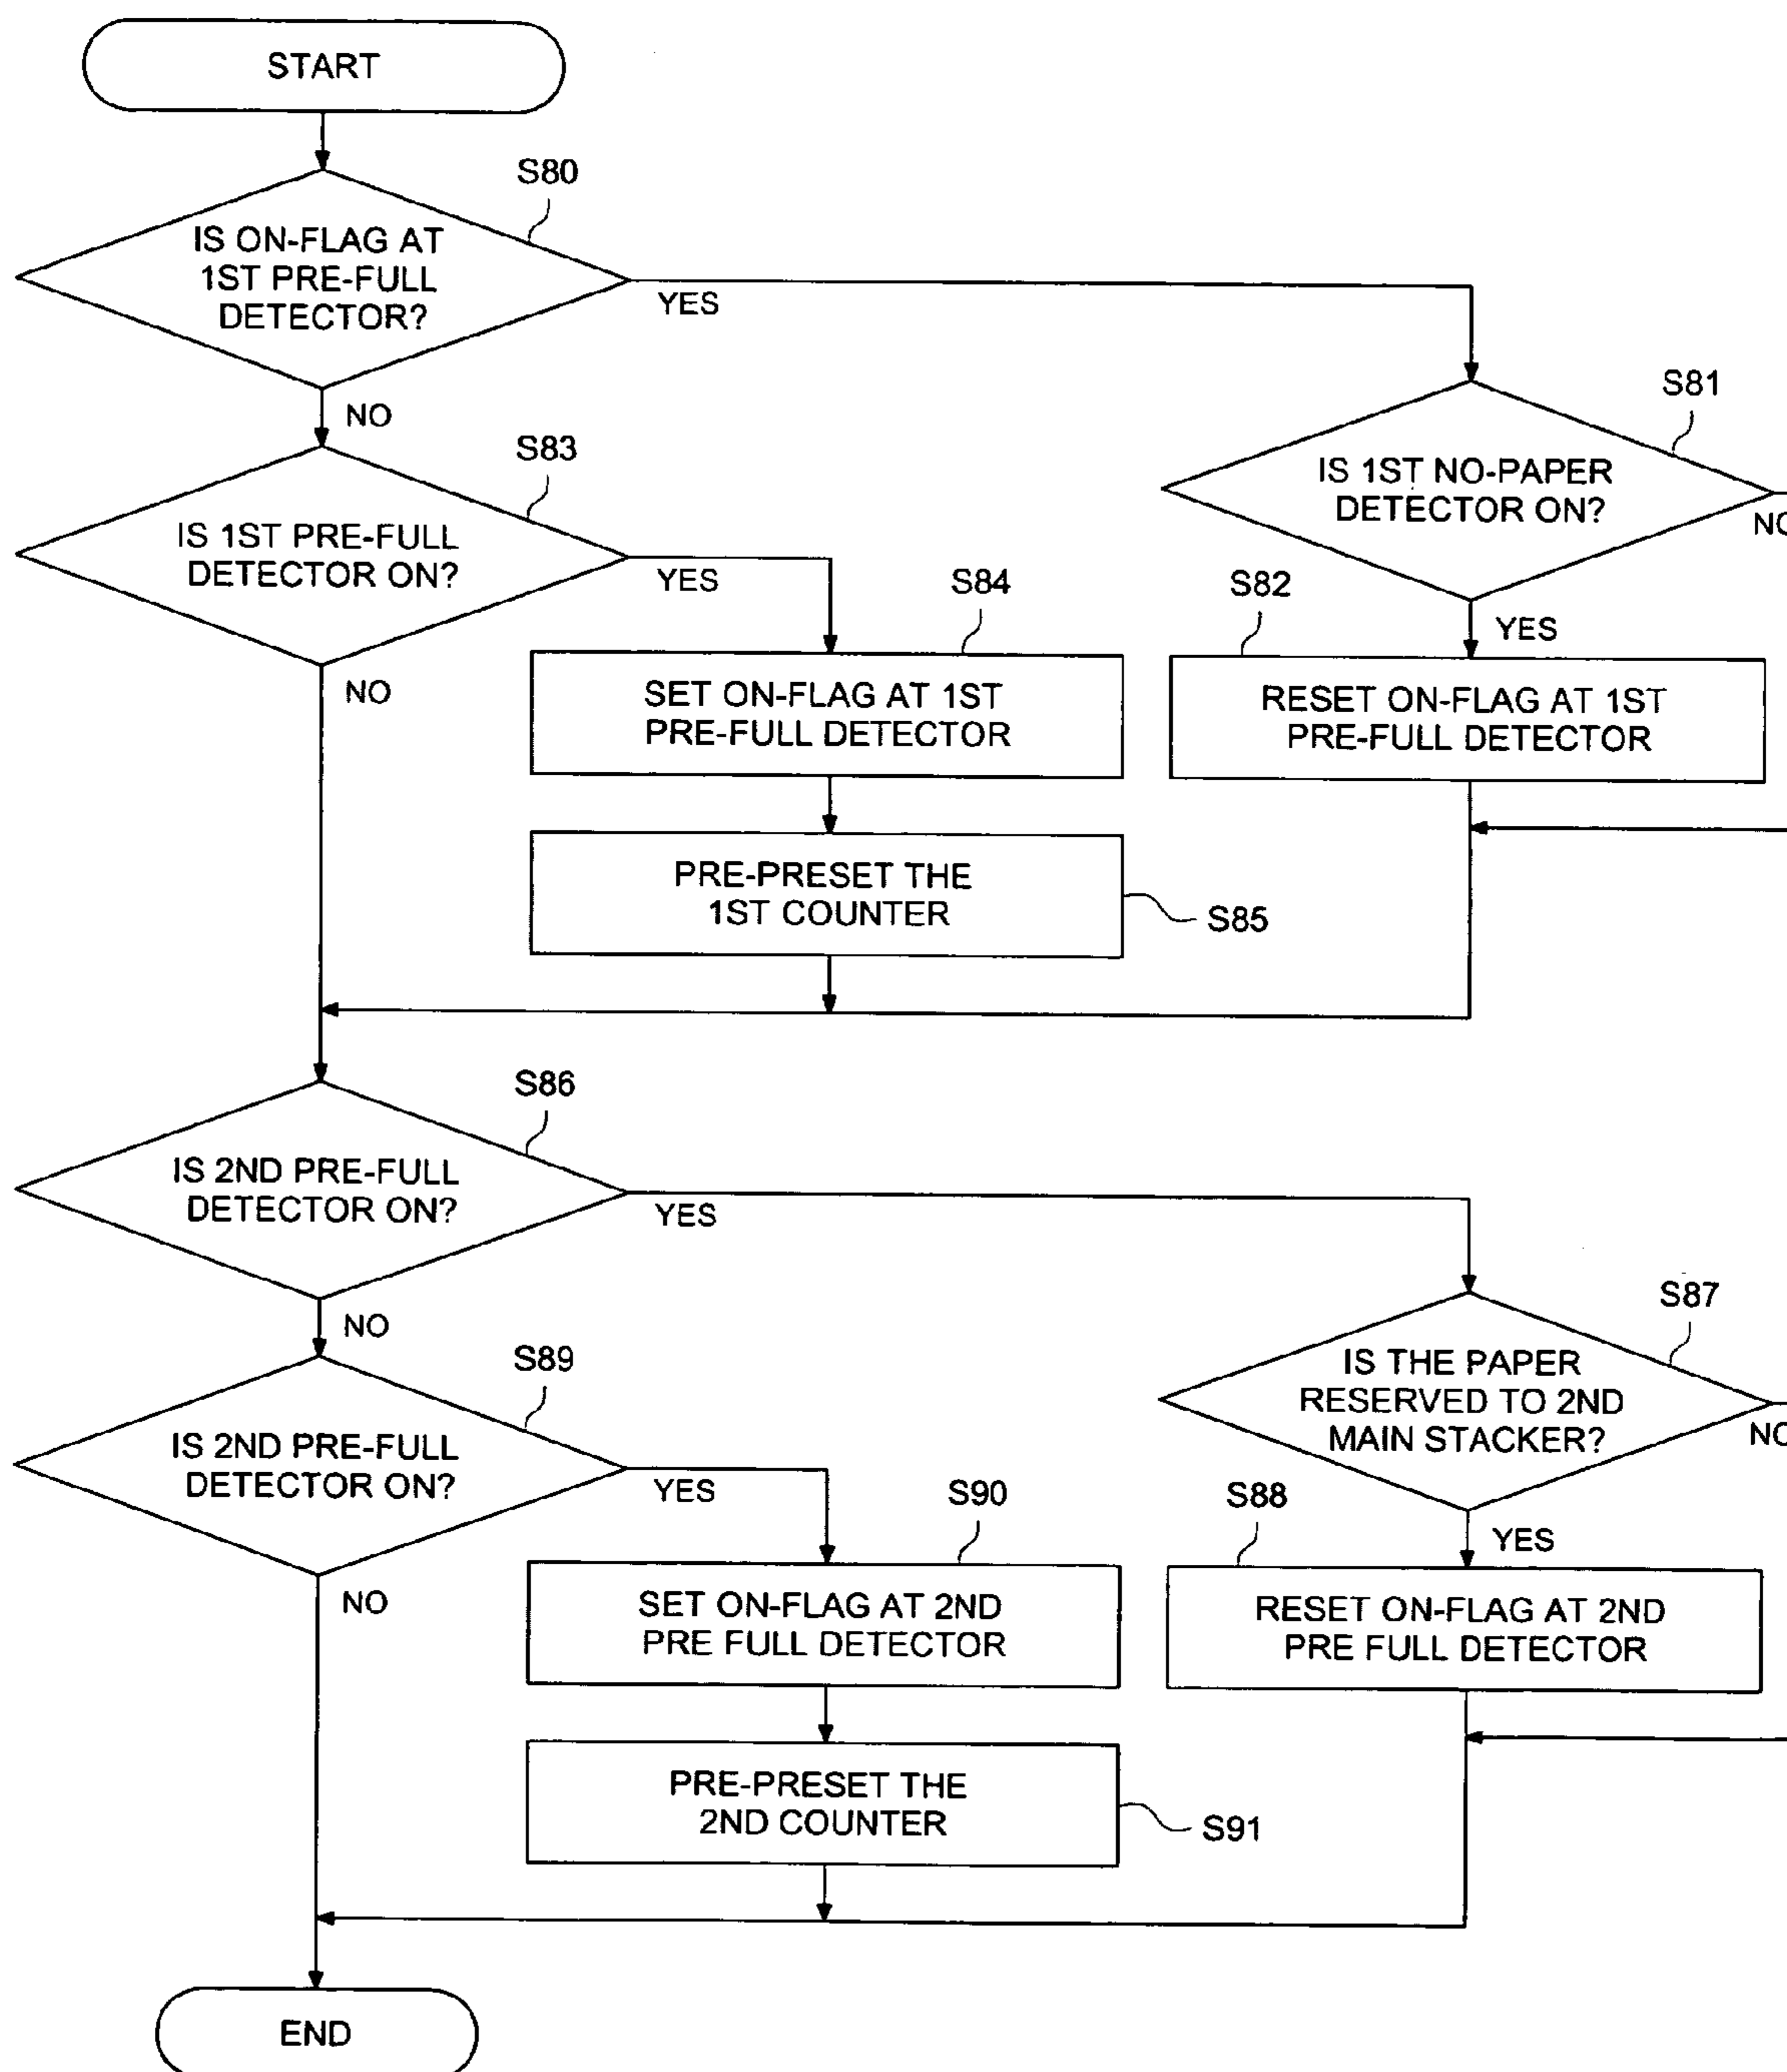 START
S80
IS ON-FLAG AT
1ST PRE-FULL
DETECTOR?
YES
NO
S81
IS 1ST NO-PAPER
DETECTOR ON?
NO
YES
S82
RESET ON-FLAG AT 1ST
PRE-FULL DETECTOR
S83
IS 1ST PRE-FULL
DETECTOR ON?
YES
NO
S84
SET ON-FLAG AT 1ST
PRE-FULL DETECTOR
PRE-PRESET THE
1ST COUNTER
S85
S86
IS 2ND PRE-FULL
DETECTOR ON?
YES
NO
S87
IS THE PAPER
RESERVED TO 2ND
MAIN STACKER?
NO
YES
S88
RESET ON-FLAG AT 2ND
PRE FULL DETECTOR
S89
IS 2ND PRE-FULL
DETECTOR ON?
YES
NO
S90
SET ON-FLAG AT 2ND
PRE FULL DETECTOR
PRE-PRESET THE
2ND COUNTER
S91
END